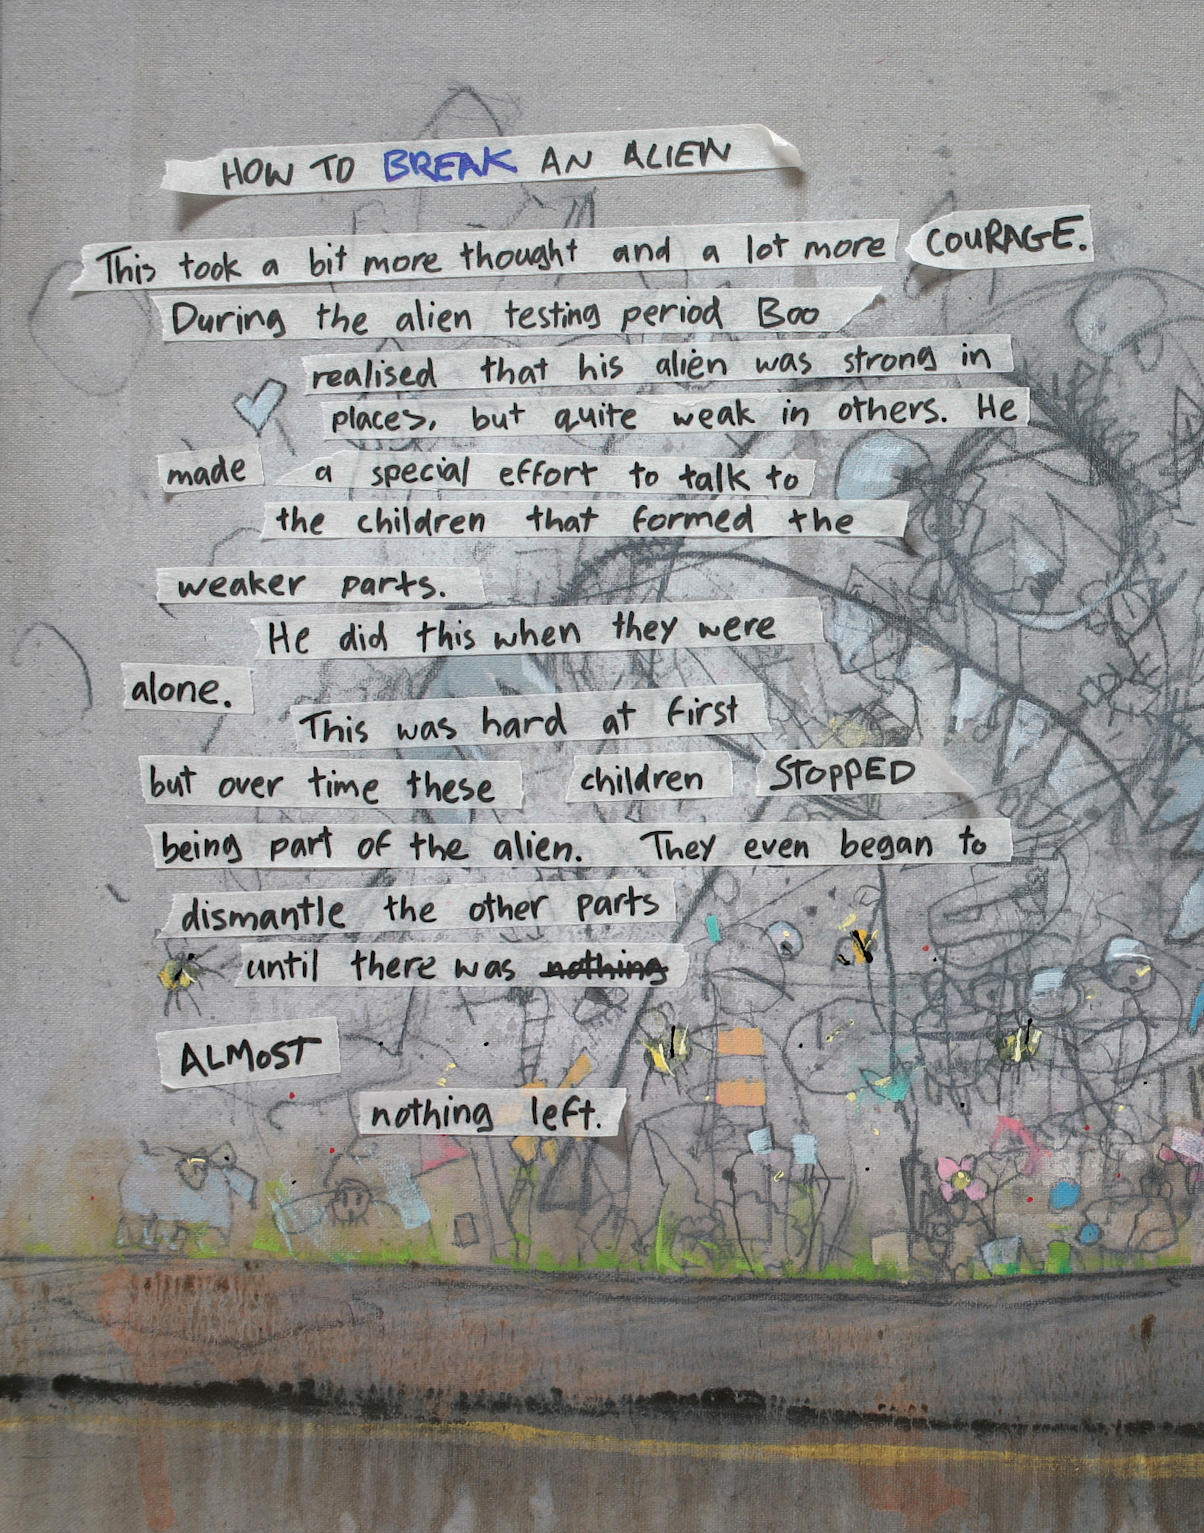 HOW TO BREAK AN ALIEN
This took a bit more thought and a lot more COURAGE.
During the alien testing period Boo
realised that his alien was strong in
places, but quite weak in others. He
made a special effort to talk to
the children that formed the
weaker parts.
He did this when they were
alone.
This was hard at first
but over time these children STOPPED
being part of the alien. They even began to
dismantle the other parts
until there was nothing
ALMOST
nothing left.